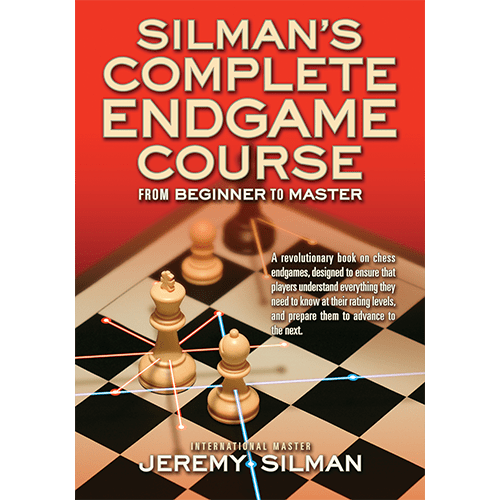 SILMAN'S
COMPLETE
ENDGAME
COURSE
FROM BEGINNER TO MASTER
A revolutionary book on chess
endgames, designed to ensure that
players understand everything they
need to know at their rating levels,
and prepare them to advance to
the next.
INTERNATIONAL MASTER
JEREMY SILMAN